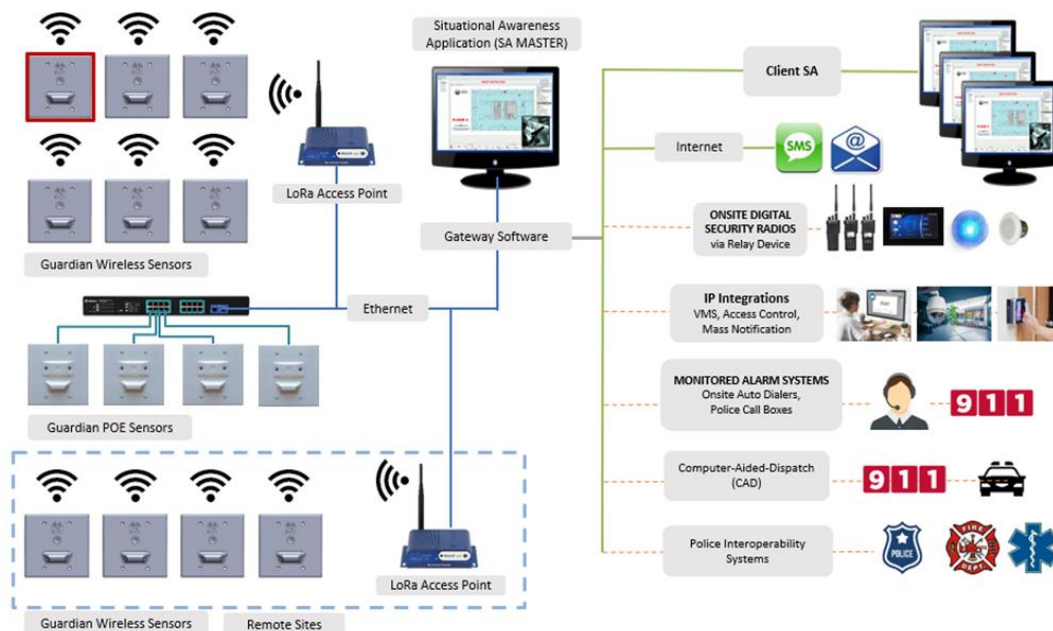 Situational Awareness
Application (SA MASTER)
Client SA
SMS
@
Internet
LoRa Access Point
Gateway Software
ONSITE DIGITAL
SECURITY RADIOS
via Relay Device
Guardian Wireless Sensors
Ethernet
IP Integrations
VMS, Access Control,
Mass Notification
Guardian POE Sensors
MONITORED ALARM SYSTEMS
Onsite Auto Dialers,
Police Call Boxes
911
Computer-Aided-Dispatch
(CAD)
911
Police Interoperability
Systems
POLICE
FIRE
DEPT.
LoRa Access Point
Guardian Wireless Sensors
Remote Sites